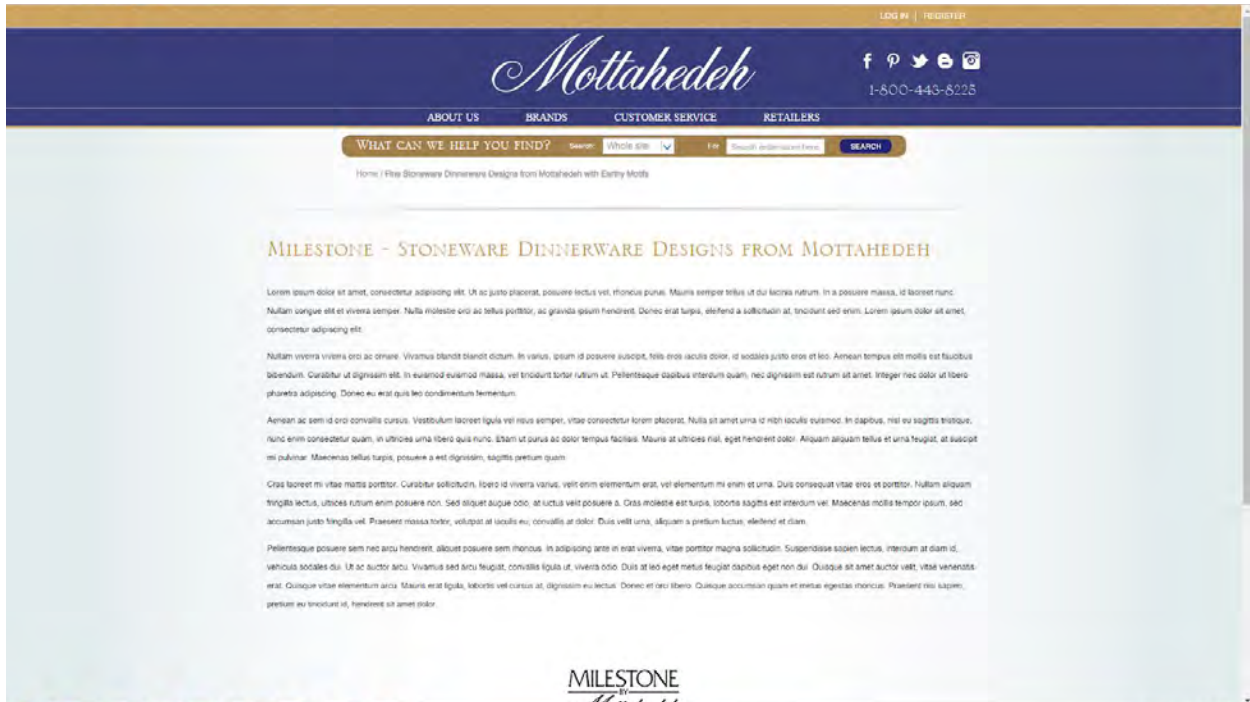 LOG IN | REGISTER
Mottahedeh
1-800-443-8225
ABOUT US BRANDS CUSTOMER SERVICE RETAILERS
WHAT CAN WE HELP YOU FIND? Search: Whole site For: Search entire store here SEARCH
Home / Fine Stoneware Dinnerware Designs from Mottahedeh with Earthy Motifs
MILESTONE - STONEWARE DINNERWARE DESIGNS FROM MOTTAHEDEH
Lorem ipsum dolor sit amet, consectetur adipiscing elit. Ut ac justo placerat, posuere lectus vel, rhoncus purus. Mauris semper tellus ut dui lacinia rutrum. In a posuere massa, id laoreet nunc.
Nullam congue elit et viverra semper. Nulla molestie orci ac tellus porttitor, ac gravida ipsum hendrerit. Donec erat turpis, eleifend a sollicitudin at, tincidunt sed enim. Lorem ipsum dolor sit amet,
consectetur adipiscing elit.
Nullam viverra viverra orci ac ornare. Vivamus blandit blandit dictum. In varius, ipsum id posuere suscipit, felis eros iaculis dolor, id sodales justo eros et leo. Aenean tempus elit mollis est faucibus
bibendum. Curabitur ut dignissim elit. In euismod euismod massa, vel tincidunt tortor rutrum ut. Pellentesque dapibus interdum quam, nec dignissim est rutrum sit amet. Integer nec dolor ut libero
pharetra adipiscing. Donec eu erat quis leo condimentum fermentum.
Aenean ac sem id orci convallis cursus. Vestibulum laoreet ligula vel risus semper, vitae consectetur lorem placerat. Nulla sit amet urna id nibh iaculis euismod. In dapibus, nisl eu sagittis tristique,
nunc enim consectetur quam, in ultricies urna libero quis nunc. Etiam ut purus ac dolor tempus facilisis. Mauris at ultricies nisl, eget hendrerit dolor. Aliquam aliquam tellus et urna feugiat, at suscipit
mi pulvinar. Maecenas tellus turpis, posuere a est dignissim, sagittis pretium quam.
Cras laoreet mi vitae mattis porttitor. Curabitur sollicitudin, libero id viverra varius, velit enim elementum erat, vel elementum mi enim et urna. Duis consequat vitae eros et porttitor. Nullam aliquam
fringilla lectus, ultrices rutrum enim posuere non. Sed aliquet augue odio, at luctus velit posuere a. Cras molestie est turpis, lobortis sagittis est interdum vel. Maecenas mollis tempor ipsum, sed
accumsan justo fringilla vel. Praesent massa tortor, volutpat at iaculis eu, convallis at dolor. Duis velit urna, aliquam a pretium luctus, eleifend et diam.
Pellentesque posuere sem nec arcu hendrerit, aliquet posuere sem rhoncus. In adipiscing ante in erat viverra, vitae porttitor magna sollicitudin. Suspendisse sapien lectus, interdum at diam id,
vehicula sodales dui. Ut ac auctor arcu. Vivamus sed arcu feugiat, convallis ligula ut, viverra odio. Duis at leo eget metus feugiat dapibus eget non dui. Quisque sit amet auctor velit, vitae venenatis
erat. Quisque vitae elementum arcu. Mauris erat ligula, lobortis vel cursus at, dignissim eu lectus. Donec et orci libero. Quisque accumsan quam et metus egestas rhoncus. Praesent nisi sapien,
pretium eu tincidunt id, hendrerit sit amet dolor.
MILESTONE
BY